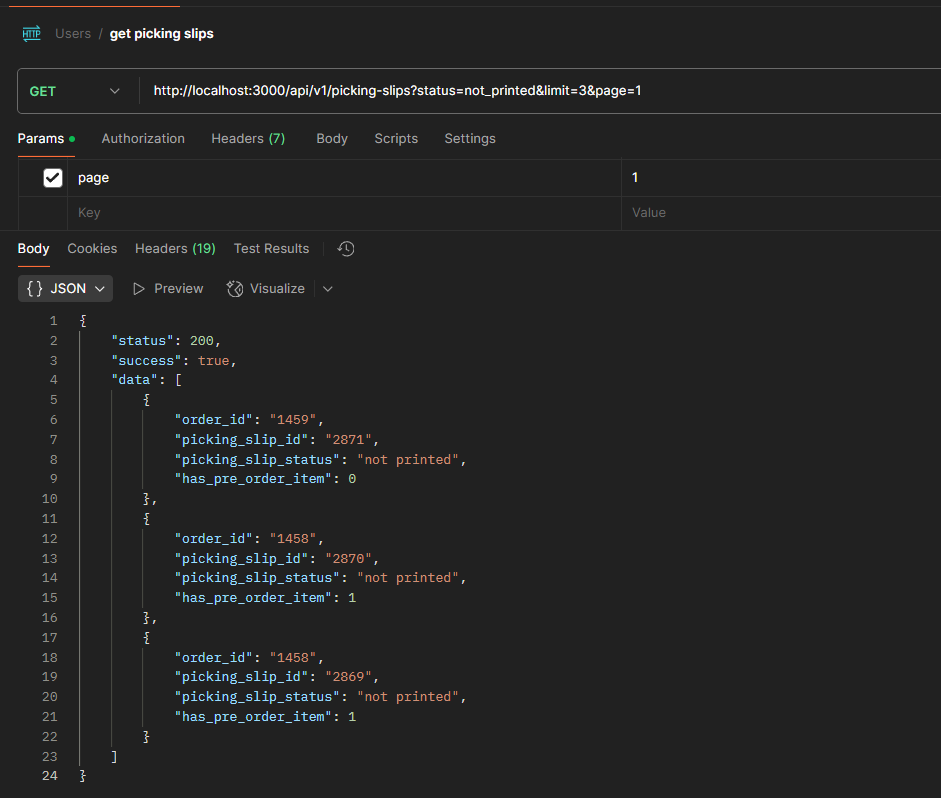 HTTP Users / get picking slips
GET http://localhost:3000/api/v1/picking-slips?status=not_printed&limit=3&page=1
Params Authorization Headers (7) Body Scripts Settings
page 1
Key Value
Body Cookies Headers (19) Test Results
{} JSON Preview Visualize
1 {
2 "status": 200,
3 "success": true,
4 "data": [
5 {
6 "order_id": "1459",
7 "picking_slip_id": "2871",
8 "picking_slip_status": "not printed",
9 "has_pre_order_item": 0
10 },
11 {
12 "order_id": "1458",
13 "picking_slip_id": "2870",
14 "picking_slip_status": "not printed",
15 "has_pre_order_item": 1
16 },
17 {
18 "order_id": "1458",
19 "picking_slip_id": "2869",
20 "picking_slip_status": "not printed",
21 "has_pre_order_item": 1
22 }
23 ]
24 }